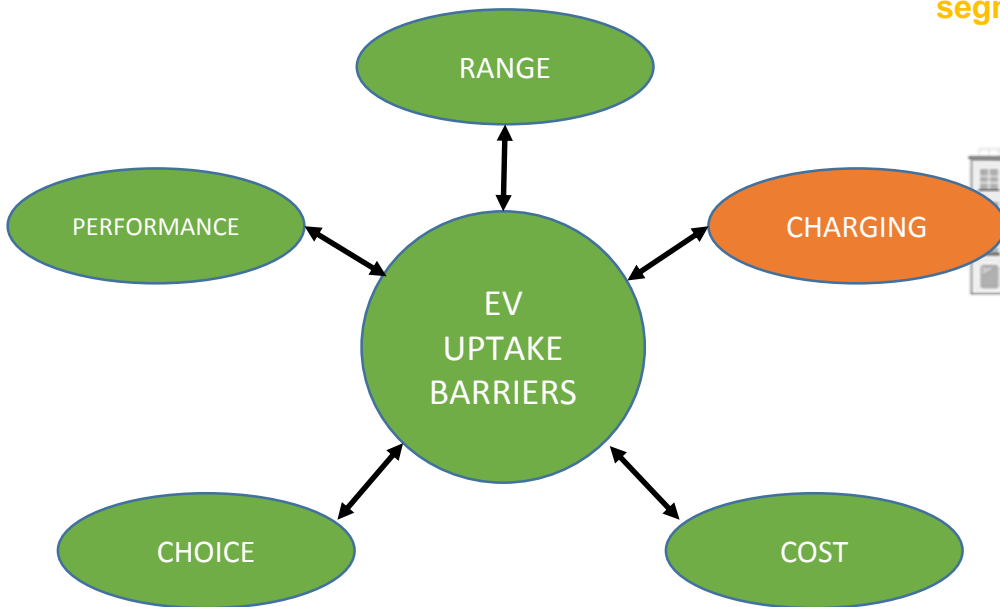 RANGE
PERFORMANCE
CHARGING
EV
UPTAKE
BARRIERS
CHOICE
COST